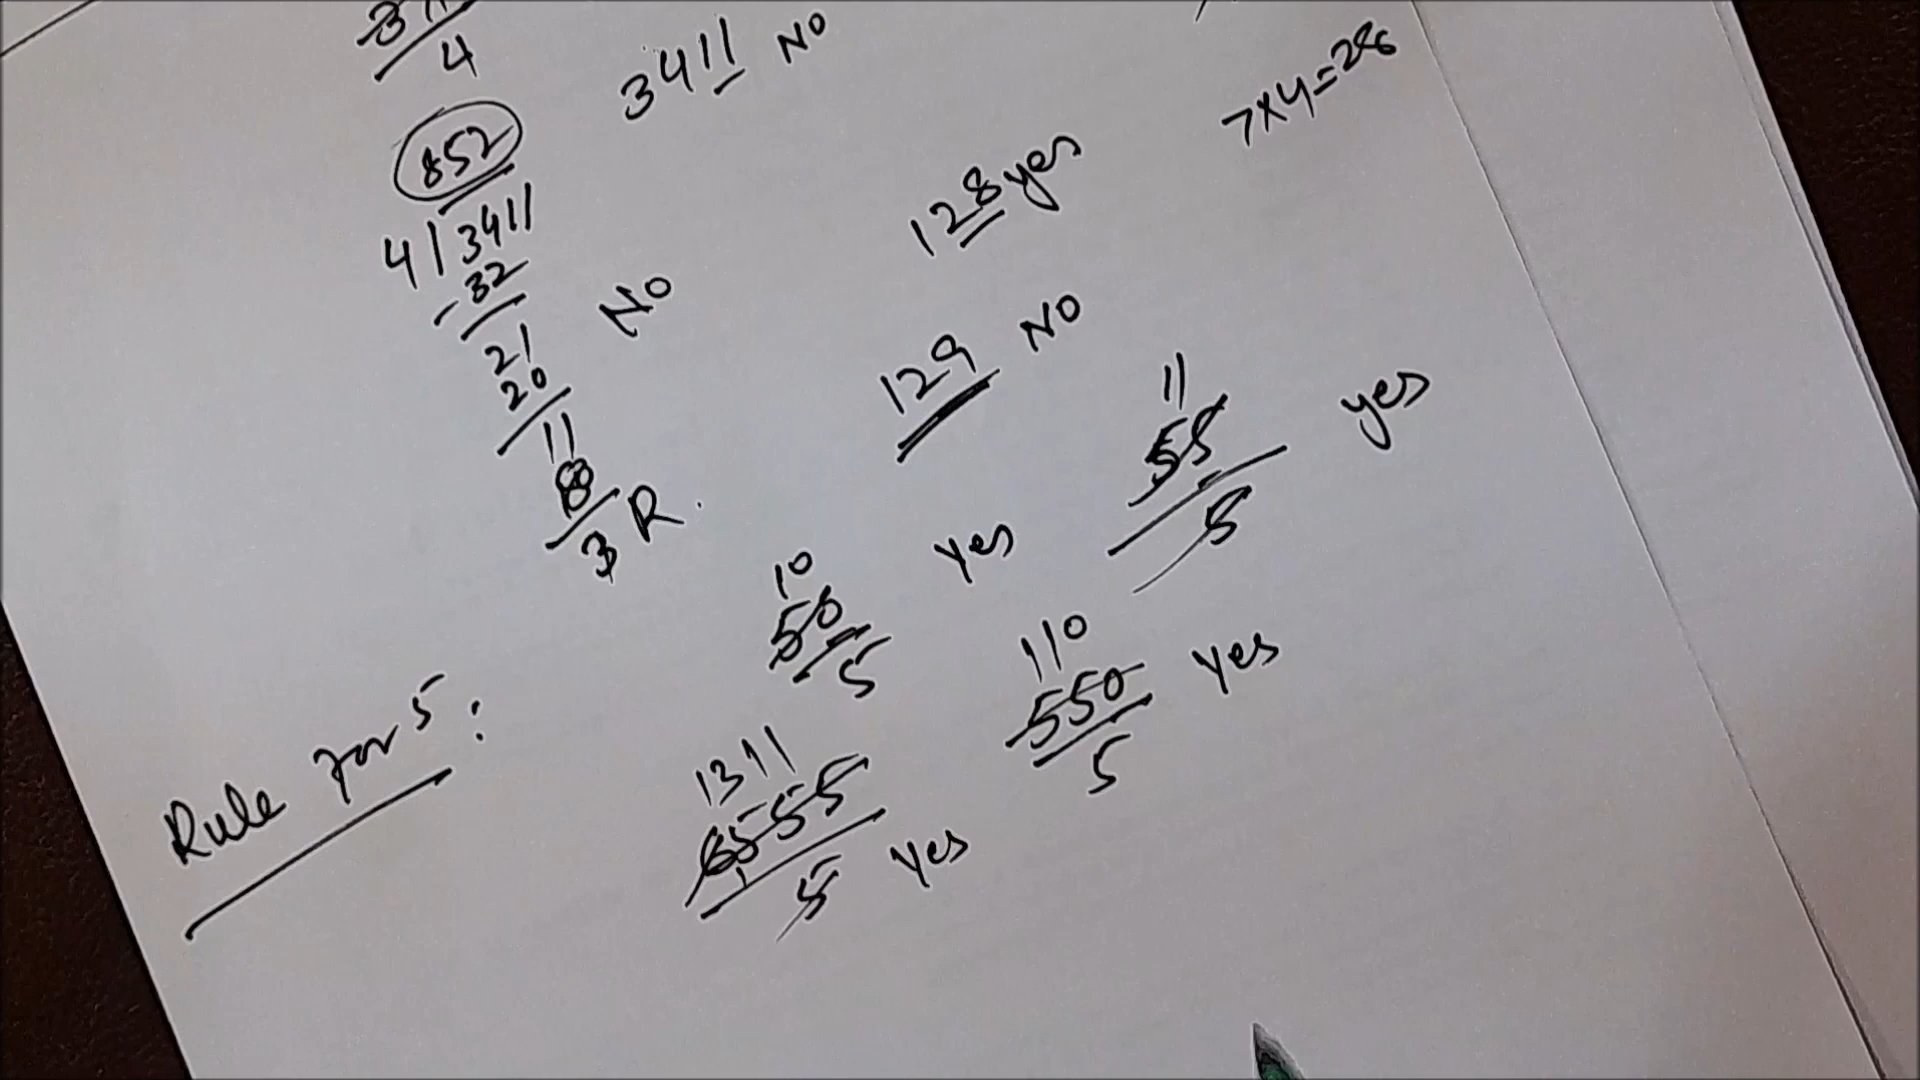 4
3411 NO
7x4=28
852
4|3411
-32
21
20
11
8
3 R.
No
128 yes
129 NO
11
55
5
yes
10
50
5
yes
110
550
5
yes
Rule for 5:
1311
6555
5
yes